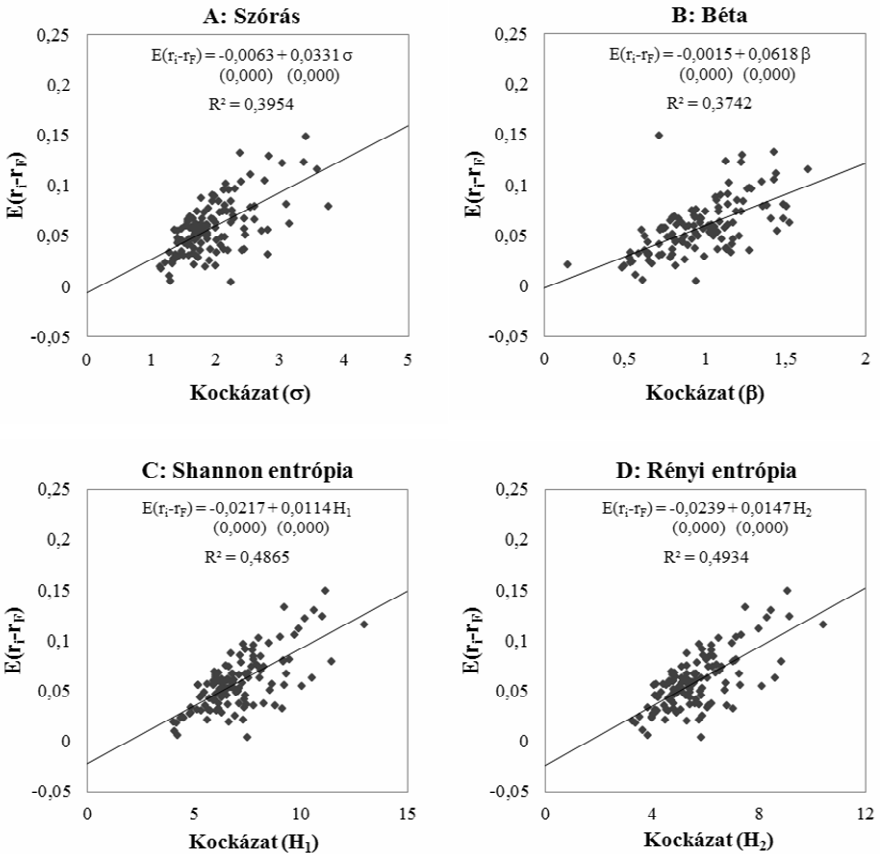 A: Szórás
E(ri-rF) = -0,0063 + 0,0331 σ
(0,000) (0,000)
R² = 0,3954
0,25
0,2
0,15
0,1
0,05
0
-0,05
E(ri-rF)
0 1 2 3 4 5
Kockázat (σ)
B: Béta
E(ri-rF) = -0,0015 + 0,0618 β
(0,000) (0,000)
R² = 0,3742
0,25
0,2
0,15
0,1
0,05
0
-0,05
E(ri-rF)
0 0,5 1 1,5 2
Kockázat (β)
C: Shannon entrópia
E(ri-rF) = -0,0217 + 0,0114 H1
(0,000) (0,000)
R² = 0,4865
0,25
0,2
0,15
0,1
0,05
0
-0,05
E(ri-rF)
0 5 10 15
Kockázat (H1)
D: Rényi entrópia
E(ri-rF) = -0,0239 + 0,0147 H2
(0,000) (0,000)
R² = 0,4934
0,25
0,2
0,15
0,1
0,05
0
-0,05
E(ri-rF)
0 4 8 12
Kockázat (H2)